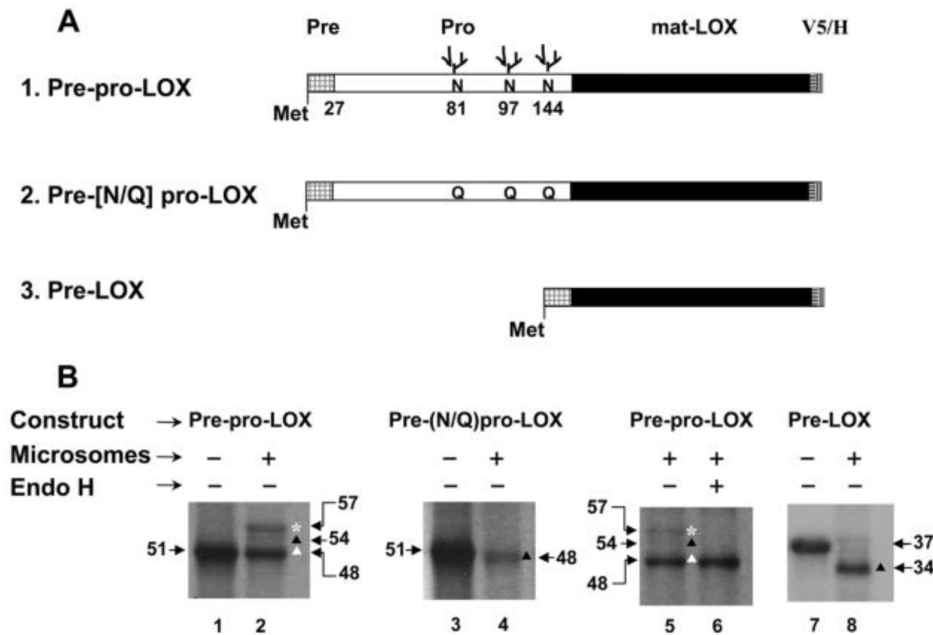 A
Pre Pro mat-LOX V5/H
1. Pre-pro-LOX
N N N
Met 27 81 97 144
2. Pre-[N/Q] pro-LOX
Q Q Q
Met
3. Pre-LOX
Met
B
Construct → Pre-pro-LOX Pre-(N/Q)pro-LOX Pre-pro-LOX Pre-LOX
Microsomes → − + − + + + − +
Endo H → − − − − − + − −
57 57
51 * 54 51 48 54 * 37
48 48 34
1 2 3 4 5 6 7 8